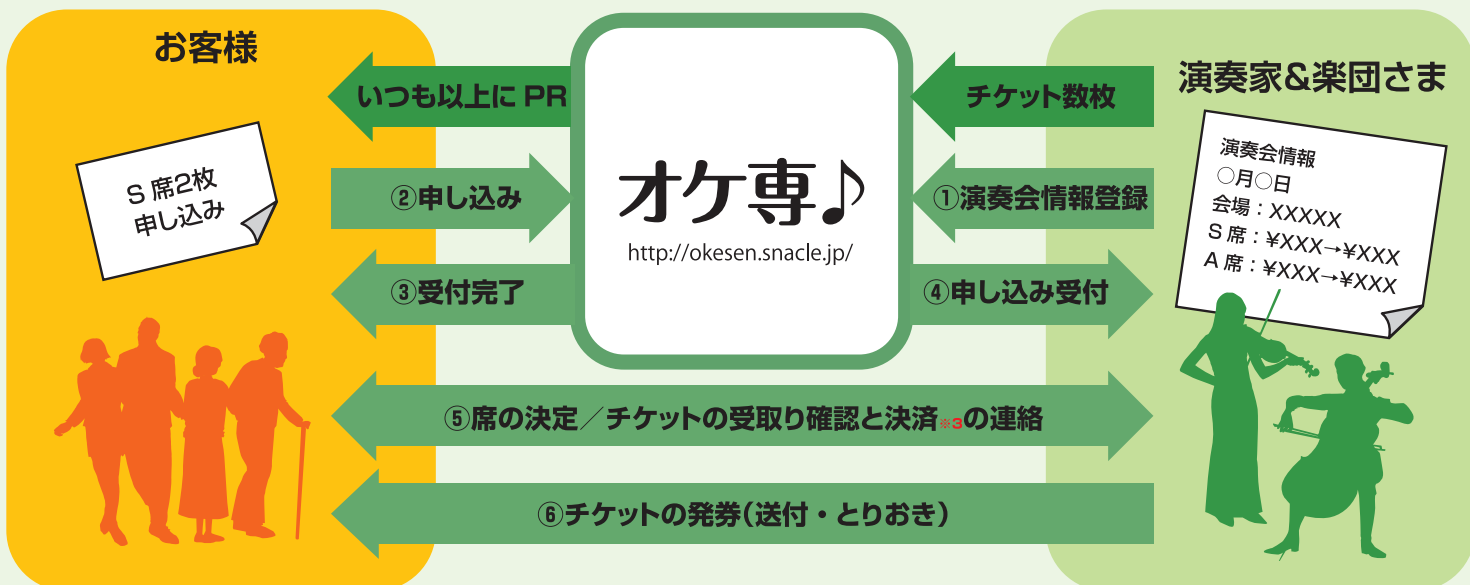 お客様
いつも以上に PR
チケット数枚
演奏家&楽団さま
S 席2枚
申し込み
演奏会情報
○月○日
会場：XXXXX
S 席：¥XXX→¥XXX
A 席：¥XXX→¥XXX
②申し込み
オケ専♪
http://okesen.snacle.jp/
①演奏会情報登録
③受付完了
④申し込み受付
⑤席の決定／チケットの受取り確認と決済※3の連絡
⑥チケットの発券（送付・とりおき）